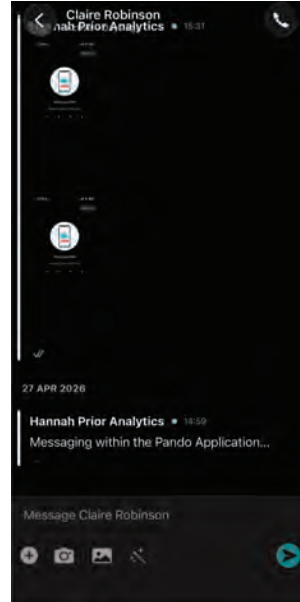 Claire Robinson
Hannah Prior Analytics 15:31
27 APR 2026
Hannah Prior Analytics 14:59
Messaging within the Pando Application...
Message Claire Robinson